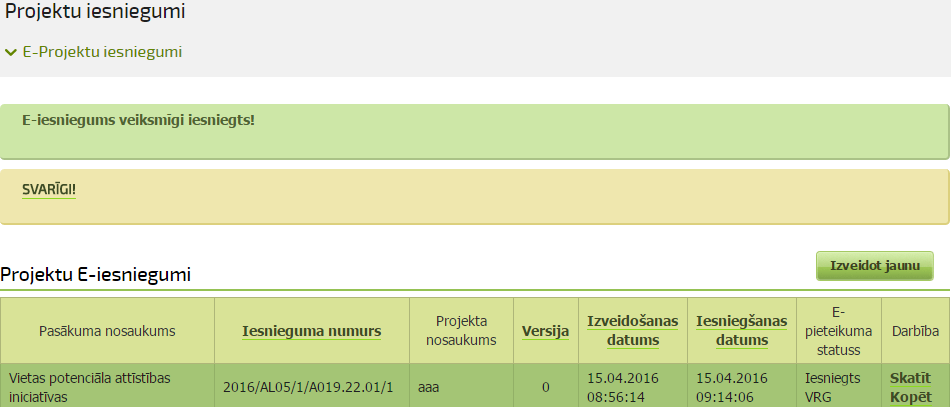 Projektu iesniegumi
E-Projektu iesniegumi
E-iesniegums veiksmīgi iesniegts!
SVARĪGI!
Projektu E-iesniegumi
Izveidot jaunu
Pasākuma nosaukums
Iesnieguma numurs
Projekta
nosaukums
Versija
Izveidošanas
datums
Iesniegšanas
datums
E-
pieteikuma
statuss
Darbība
Vietas potenciāla attīstības
iniciatīvas
2016/AL05/1/A019.22.01/1
aaa
0
15.04.2016
08:56:14
15.04.2016
09:14:06
Iesniegts
VRG
Skatīt
Kopēt